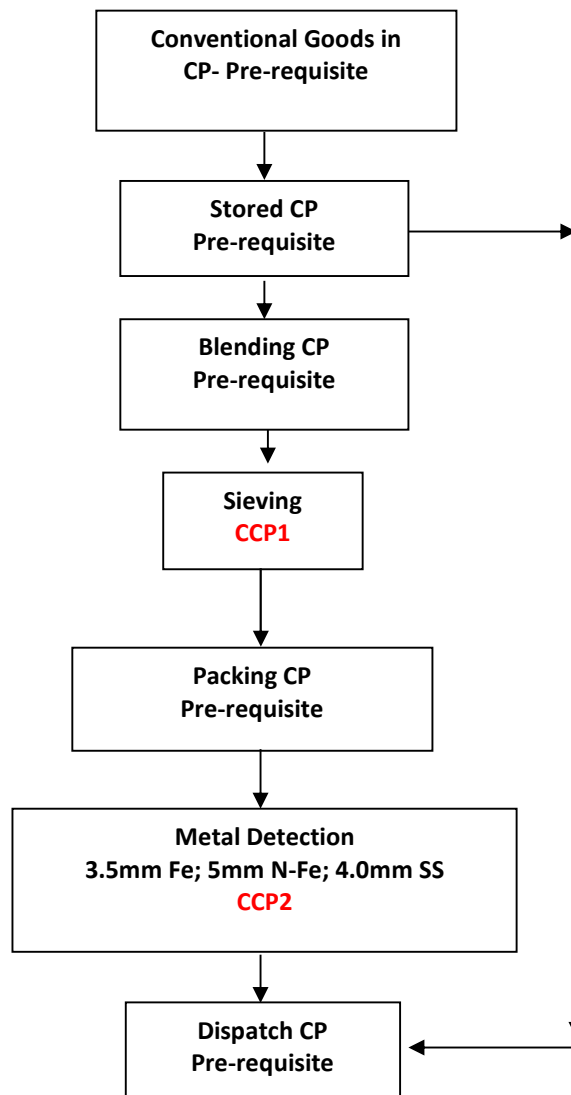 Conventional Goods in
CP- Pre-requisite
Stored CP
Pre-requisite
Blending CP
Pre-requisite
Sieving
CCP1
Packing CP
Pre-requisite
Metal Detection
3.5mm Fe; 5mm N-Fe; 4.0mm SS
CCP2
Dispatch CP
Pre-requisite